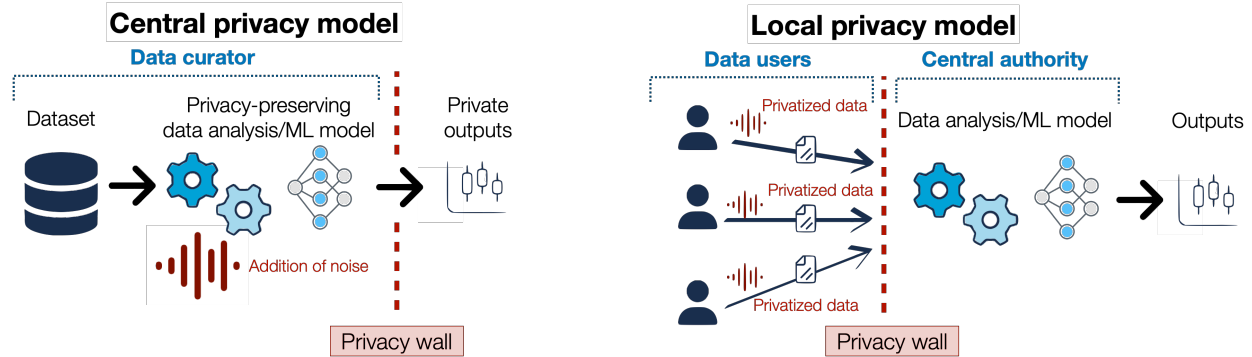 Central privacy model
Data curator
Dataset
Privacy-preserving
data analysis/ML model
Private
outputs
Addition of noise
Privacy wall
Local privacy model
Data users
Central authority
Privatized data
Data analysis/ML model
Outputs
Privatized data
Privatized data
Privacy wall